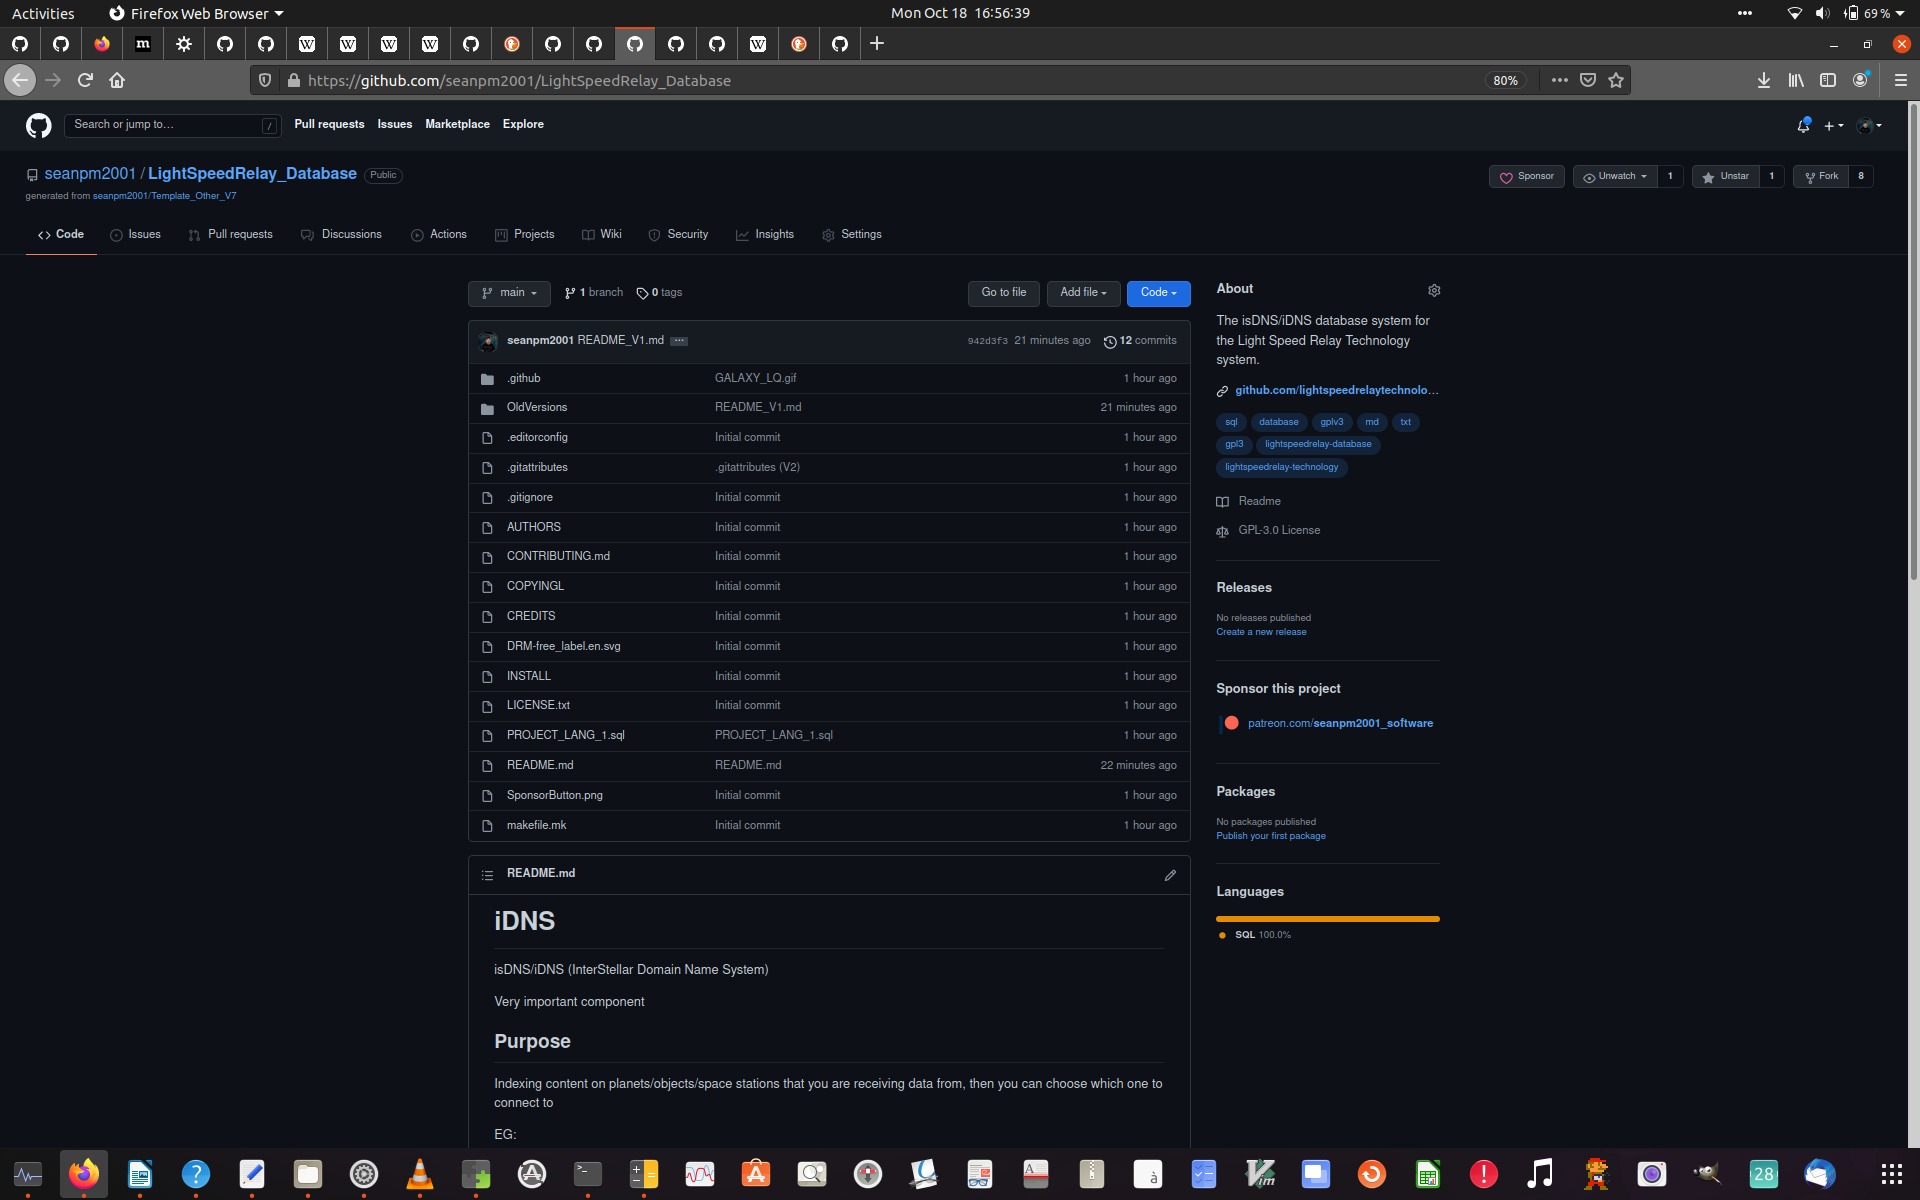 Activities
Firefox Web Browser
Mon Oct 18  16:56:39
69 %
https://github.com/seanpm2001/LightSpeedRelay_Database
80%
Search or jump to…
/
Pull requests
Issues
Marketplace
Explore
seanpm2001 / LightSpeedRelay_Database
Public
generated from seanpm2001/Template_Other_V7
Sponsor
Unwatch
1
Unstar
1
Fork
8
Code
Issues
Pull requests
Discussions
Actions
Projects
Wiki
Security
Insights
Settings
main
1 branch
0 tags
Go to file
Add file
Code
seanpm2001 README_V1.md
942d3f3 21 minutes ago
12 commits
.github GALAXY_LQ.gif 1 hour ago
OldVersions README_V1.md 21 minutes ago
.editorconfig Initial commit 1 hour ago
.gitattributes .gitattributes (V2) 1 hour ago
.gitignore Initial commit 1 hour ago
AUTHORS Initial commit 1 hour ago
CONTRIBUTING.md Initial commit 1 hour ago
COPYINGL Initial commit 1 hour ago
CREDITS Initial commit 1 hour ago
DRM-free_label.en.svg Initial commit 1 hour ago
INSTALL Initial commit 1 hour ago
LICENSE.txt Initial commit 1 hour ago
PROJECT_LANG_1.sql PROJECT_LANG_1.sql 1 hour ago
README.md README.md 22 minutes ago
SponsorButton.png Initial commit 1 hour ago
makefile.mk Initial commit 1 hour ago
README.md
iDNS
isDNS/iDNS (InterStellar Domain Name System)
Very important component
Purpose
Indexing content on planets/objects/space stations that you are receiving data from, then you can choose which one to
connect to
EG:
About
The isDNS/iDNS database system for
the Light Speed Relay Technology
system.
github.com/lightspeedrelaytechnolo…
sql database gplv3 md txt
gpl3 lightspeedrelay-database
lightspeedrelay-technology
Readme
GPL-3.0 License
Releases
No releases published
Create a new release
Sponsor this project
patreon.com/seanpm2001_software
Packages
No packages published
Publish your first package
Languages
SQL 100.0%
28